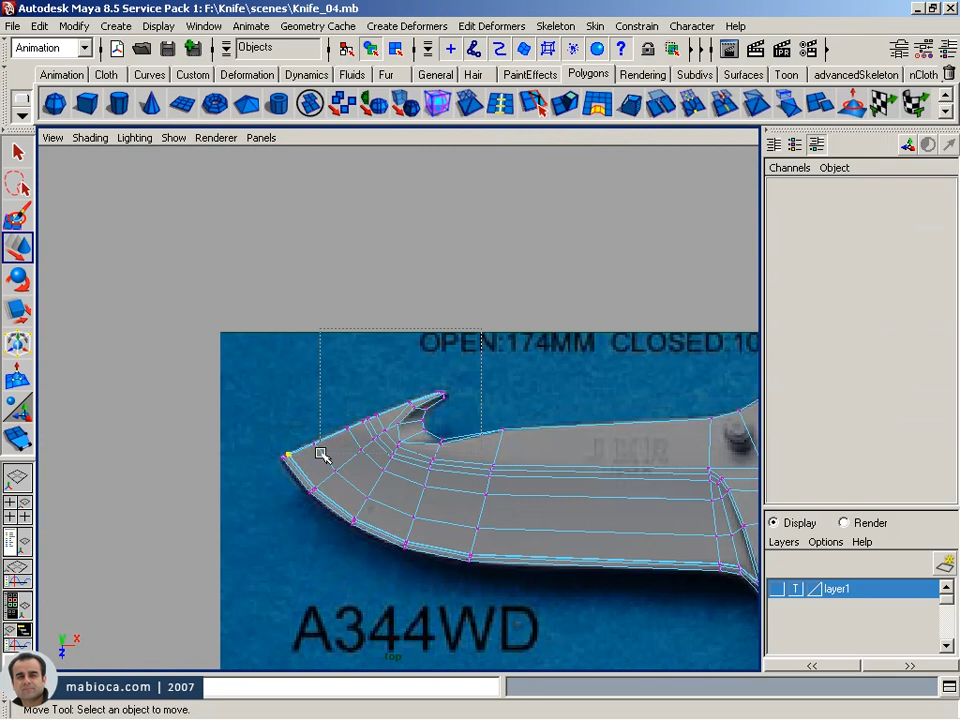 Autodesk Maya 8.5 Service Pack 1: F:\Knife\scenes\Knife_04.mb
File Edit Modify Create Display Window Animate Geometry Cache Create Deformers Edit Deformers Skeleton Skin Constrain Character Help
Animation Objects
Animation Cloth Curves Custom Deformation Dynamics Fluids Fur General Hair PaintEffects Polygons Rendering Subdivs Surfaces Toon advancedSkeleton nCloth
View Shading Lighting Show Renderer Panels
Channels Object
OPEN:174MM CLOSED:10
Display Render
Layers Options Help
T layer1
A344WD
y x
z
top
<< >>
mabioca.com | 2007
Move Tool: Select an object to move.